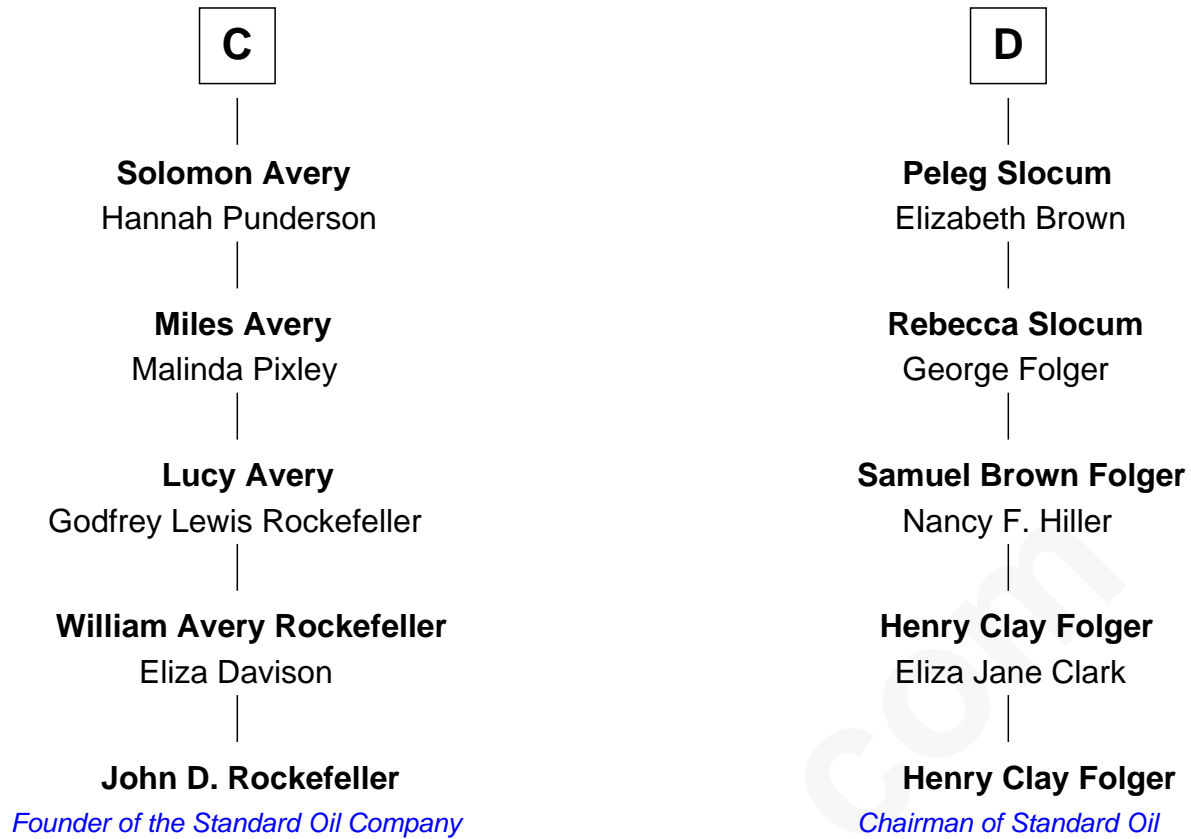 C
Solomon Avery
Hannah Punderson
Miles Avery
Malinda Pixley
Lucy Avery
Godfrey Lewis Rockefeller
William Avery Rockefeller
Eliza Davison
John D. Rockefeller
Founder of the Standard Oil Company
D
Peleg Slocum
Elizabeth Brown
Rebecca Slocum
George Folger
Samuel Brown Folger
Nancy F. Hiller
Henry Clay Folger
Eliza Jane Clark
Henry Clay Folger
Chairman of Standard Oil
com